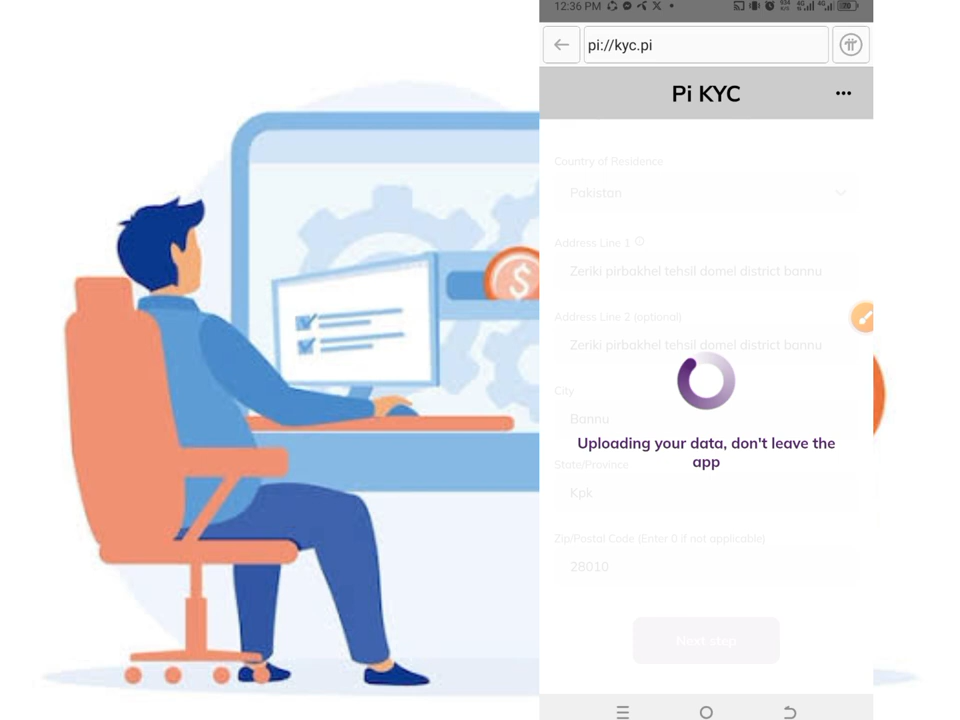 12:36 PM
70
pi://kyc.pi
Pi KYC
Country of Residence
Pakistan
Address Line 1
Zeriki pirbakhel tehsil domel district bannu
Address Line 2 (optional)
Zeriki pirbakhel tehsil domel district bannu
City
Bannu
Uploading your data, don't leave the
app
State/Province
Kpk
Zip/Postal Code (Enter 0 if not applicable)
28010
Next step